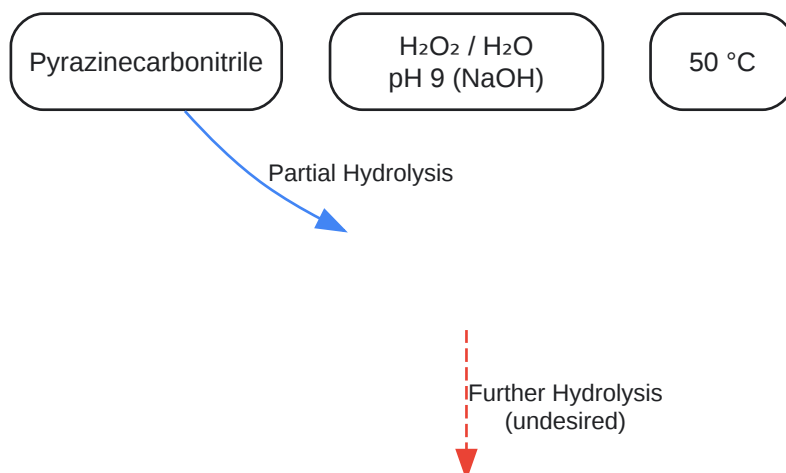 Pyrazinecarbonitrile
H₂O₂ / H₂O
pH 9 (NaOH)
50 °C
Partial Hydrolysis
Further Hydrolysis
(undesired)